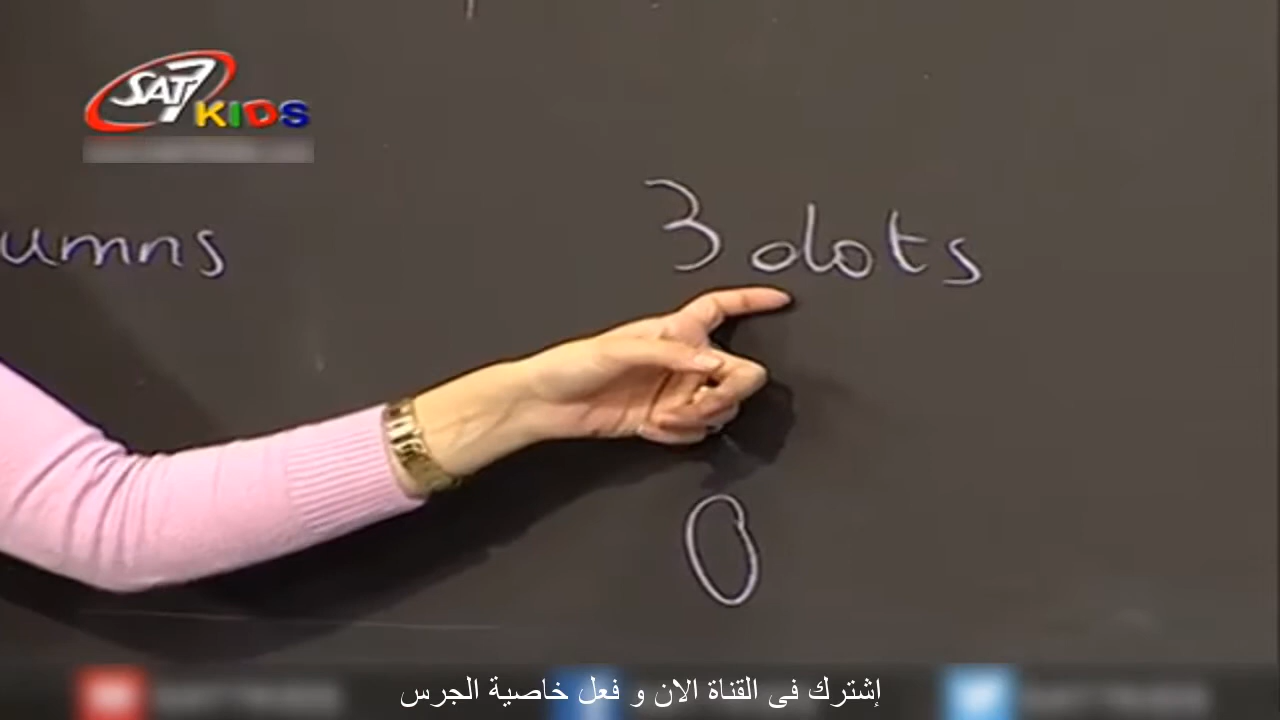 SAT7
KIDS
umns
3 dots
0
إشترك فى القناة الان و فعل خاصية الجرس